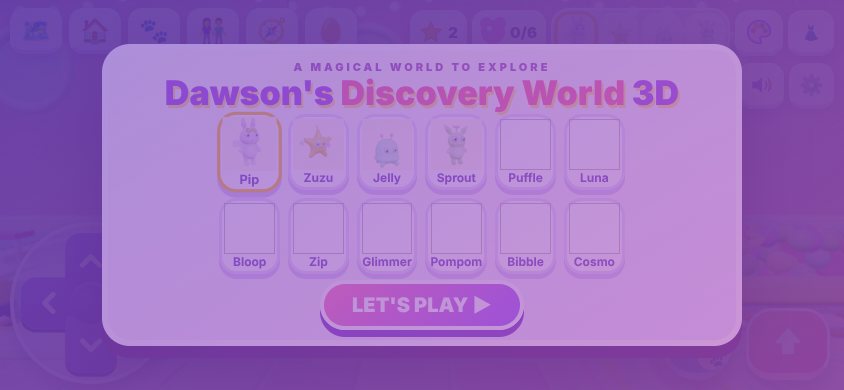 2
0/6
A MAGICAL WORLD TO EXPLORE
Dawson's Discovery World 3D
Pip
Zuzu
Jelly
Sprout
Puffle
Luna
Bloop
Zip
Glimmer
Pompom
Bibble
Cosmo
LET'S PLAY ▶